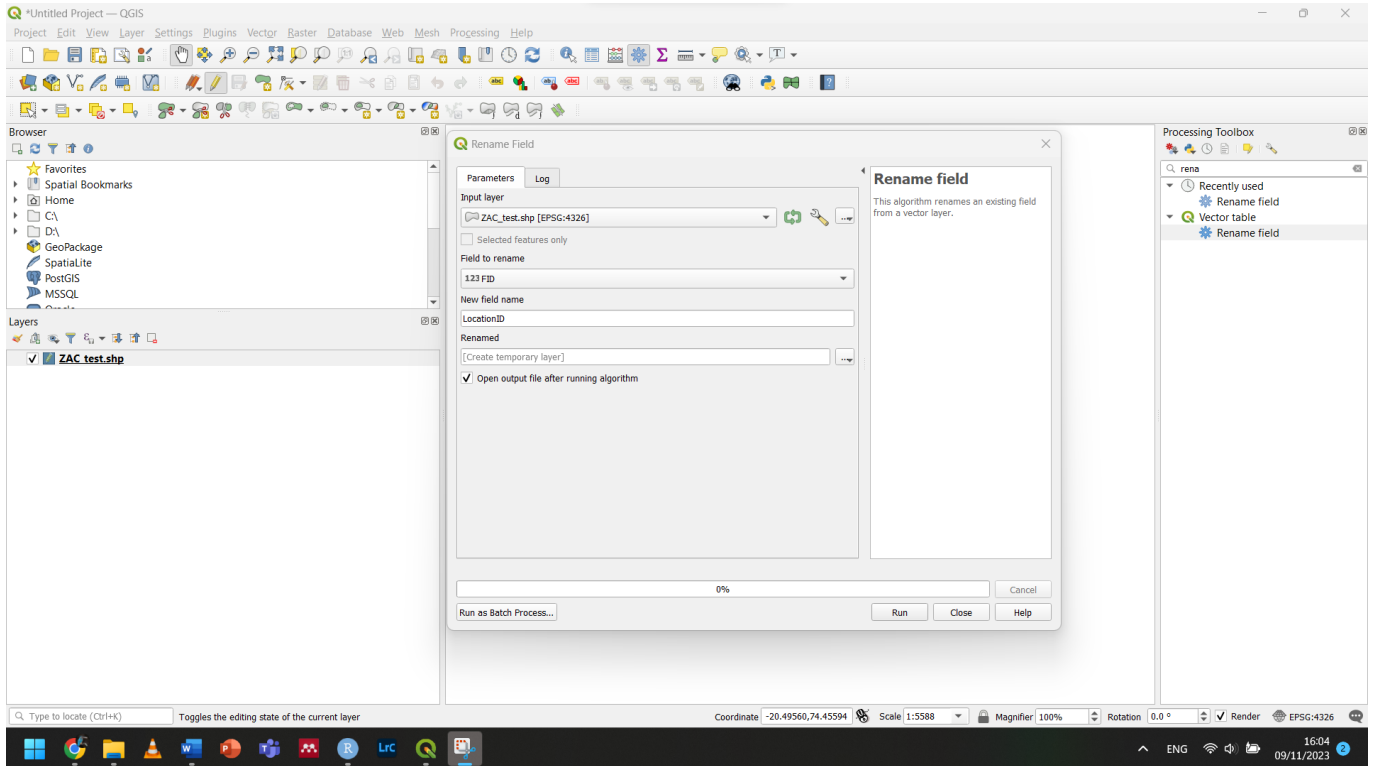 *Untitled Project — QGIS
Project Edit View Layer Settings Plugins Vector Raster Database Web Mesh Processing Help
Browser
Favorites
Spatial Bookmarks
Home
C:\
D:\
GeoPackage
SpatiaLite
PostGIS
MSSQL
Layers
ZAC_test.shp
Rename Field
Parameters Log
Input layer
ZAC_test.shp [EPSG:4326]
Selected features only
Field to rename
123 FID
New field name
LocationID
Renamed
[Create temporary layer]
Open output file after running algorithm
Rename field
This algorithm renames an existing field
from a vector layer.
0%
Cancel
Run as Batch Process...
Run Close Help
Processing Toolbox
rena
Recently used
Rename field
Vector table
Rename field
Type to locate (Ctrl+K) Toggles the editing state of the current layer Coordinate -20.49560,74.45594 Scale 1:5588 Magnifier 100% Rotation 0.0 ° Render EPSG:4326
LrC
ENG
16:04
09/11/2023
2